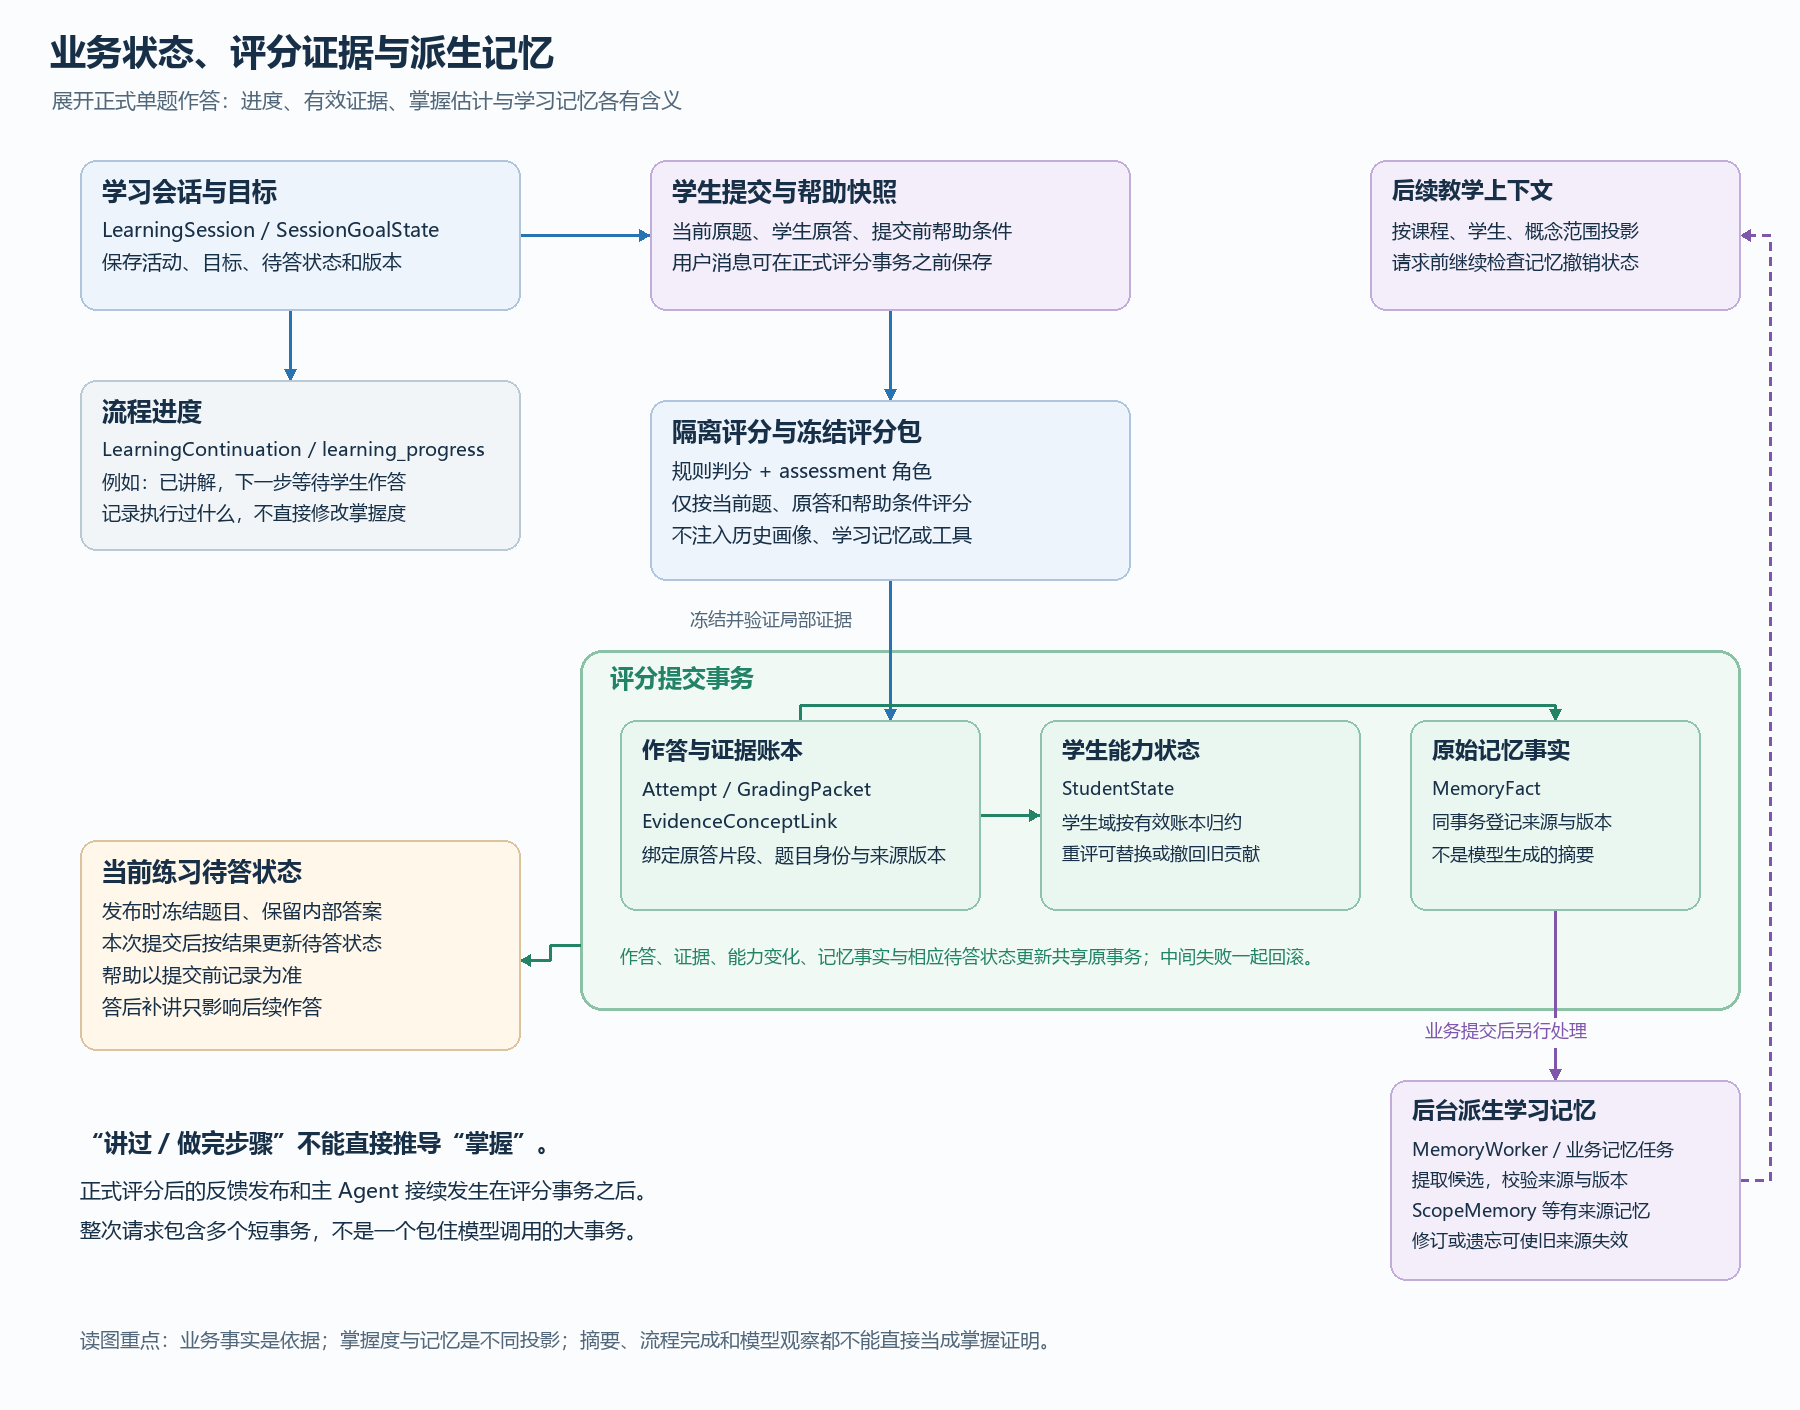 业务状态、评分证据与派生记忆
展开正式单题作答：进度、有效证据、掌握估计与学习记忆各有含义
学习会话与目标
LearningSession / SessionGoalState
保存活动、目标、待答状态和版本
学生提交与帮助快照
当前原题、学生原答、提交前帮助条件
用户消息可在正式评分事务之前保存
后续教学上下文
按课程、学生、概念范围投影
请求前继续检查记忆撤销状态
流程进度
LearningContinuation / learning_progress
例如：已讲解，下一步等待学生作答
记录执行过什么，不直接修改掌握度
隔离评分与冻结评分包
规则判分 + assessment 角色
仅按当前题、原答和帮助条件评分
不注入历史画像、学习记忆或工具
冻结并验证局部证据
评分提交事务
作答与证据账本
Attempt / GradingPacket
EvidenceConceptLink
绑定原答片段、题目身份与来源版本
学生能力状态
StudentState
学生域按有效账本归约
重评可替换或撤回旧贡献
原始记忆事实
MemoryFact
同事务登记来源与版本
不是模型生成的摘要
作答、证据、能力变化、记忆事实与相应待答状态更新共享原事务；中间失败一起回滚。
当前练习待答状态
发布时冻结题目、保留内部答案
本次提交后按结果更新待答状态
帮助以提交前记录为准
答后补讲只影响后续作答
业务提交后另行处理
后台派生学习记忆
MemoryWorker / 业务记忆任务
提取候选，校验来源与版本
ScopeMemory 等有来源记忆
修订或遗忘可使旧来源失效
“讲过 / 做完步骤”不能直接推导“掌握”。
正式评分后的反馈发布和主 Agent 接续发生在评分事务之后。
整次请求包含多个短事务，不是一个包住模型调用的大事务。
读图重点：业务事实是依据；掌握度与记忆是不同投影；摘要、流程完成和模型观察都不能直接当成掌握证明。